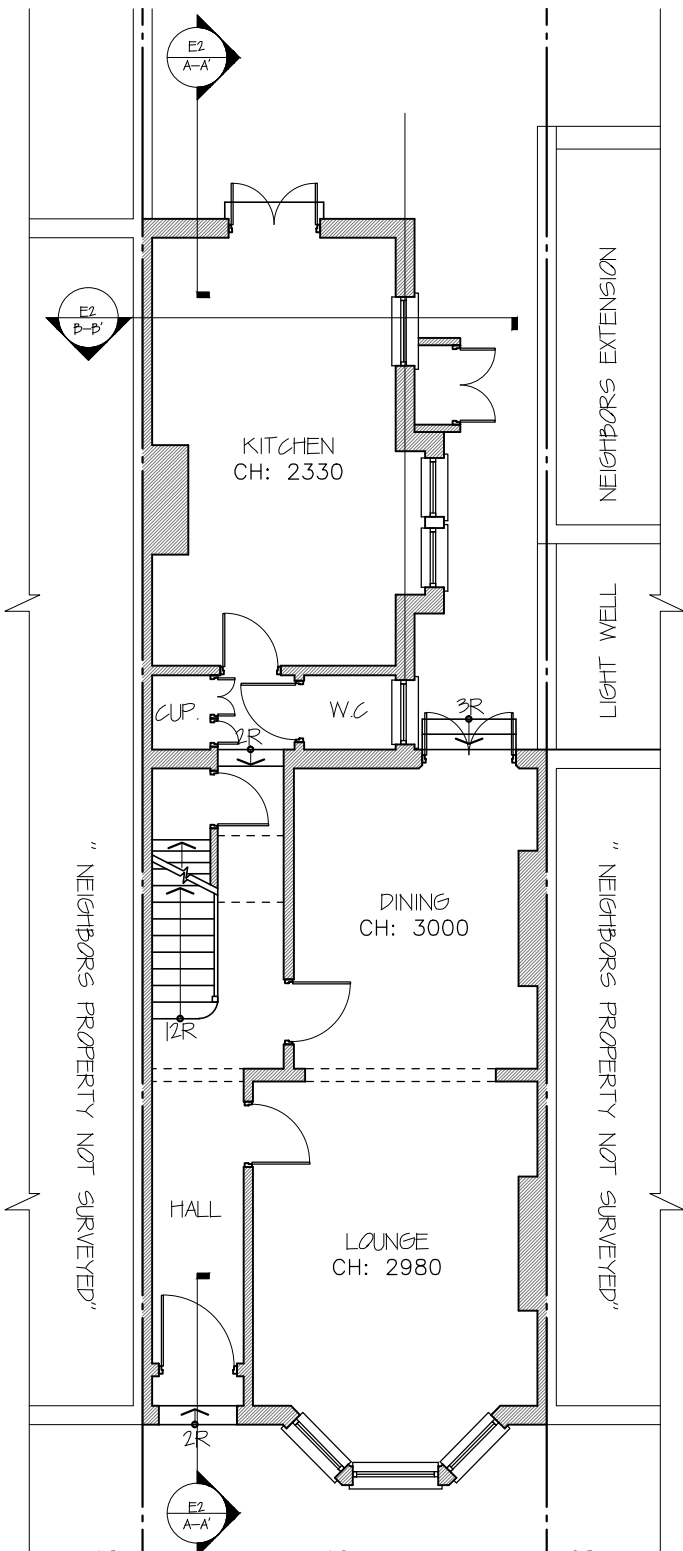 E2
A-A'
E2
B-B'
NEIGHBORS EXTENSION
KITCHEN
CH: 2330
LIGHT WELL
CUP.
W.C
3R
2R
" NEIGHBORS PROPERTY NOT SURVEYED"
" NEIGHBORS PROPERTY NOT SURVEYED"
DINING
CH: 3000
12R
HALL
LOUNGE
CH: 2980
2R
E2
A-A'